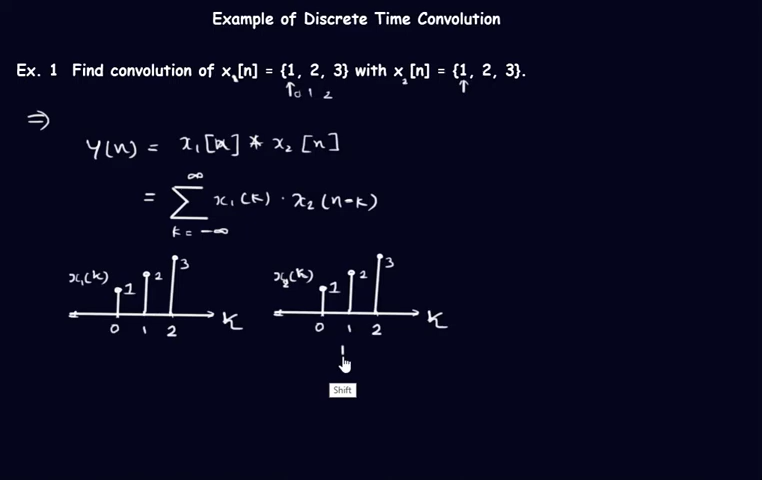 Example of Discrete Time Convolution
Ex. 1 Find convolution of x₁[n] = {1, 2, 3} with x₂[n] = {1, 2, 3}.
↑0 1 2 ↑
⇒
Y(n) = x₁[n] * x₂[n]
= ∑ x₁(k) · x₂(n-k)
∞
k = -∞
x₁(k) 1 2 3
0 1 2 K
x₂(k) 1 2 3
0 1 2 K
Shift